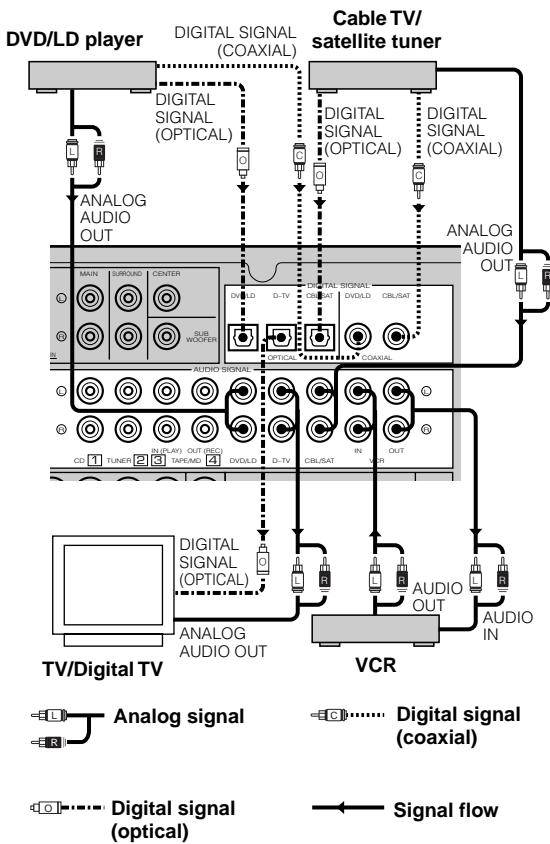 DVD/LD player
DIGITAL SIGNAL
(COAXIAL)
Cable TV/
satellite tuner
DIGITAL
SIGNAL
(OPTICAL)
DIGITAL
SIGNAL
(OPTICAL)
DIGITAL
SIGNAL
(COAXIAL)
L
R
O
C
O
C
ANALOG
AUDIO
OUT
ANALOG
AUDIO
OUT
L
R
MAIN
SURROUND
CENTER
L
R
SUB
WOOFER
IN
DIGITAL SIGNAL
DVD/LD
D–TV
CBL/SAT
DVD/LD
CBL/SAT
OPTICAL
COAXIAL
AUDIO SIGNAL
L
R
L
R
IN (PLAY)
OUT (REC)
IN
OUT
CD 1
TUNER 2
3 TAPE/MD 4
DVD/LD
D–TV
CBL/SAT
VCR
DIGITAL
SIGNAL
(OPTICAL)
O
L
R
L
R
L
R
ANALOG
AUDIO OUT
AUDIO
OUT
AUDIO
IN
TV/Digital TV
VCR
L
R
Analog signal
C
Digital signal
(coaxial)
O
Digital signal
(optical)
Signal flow